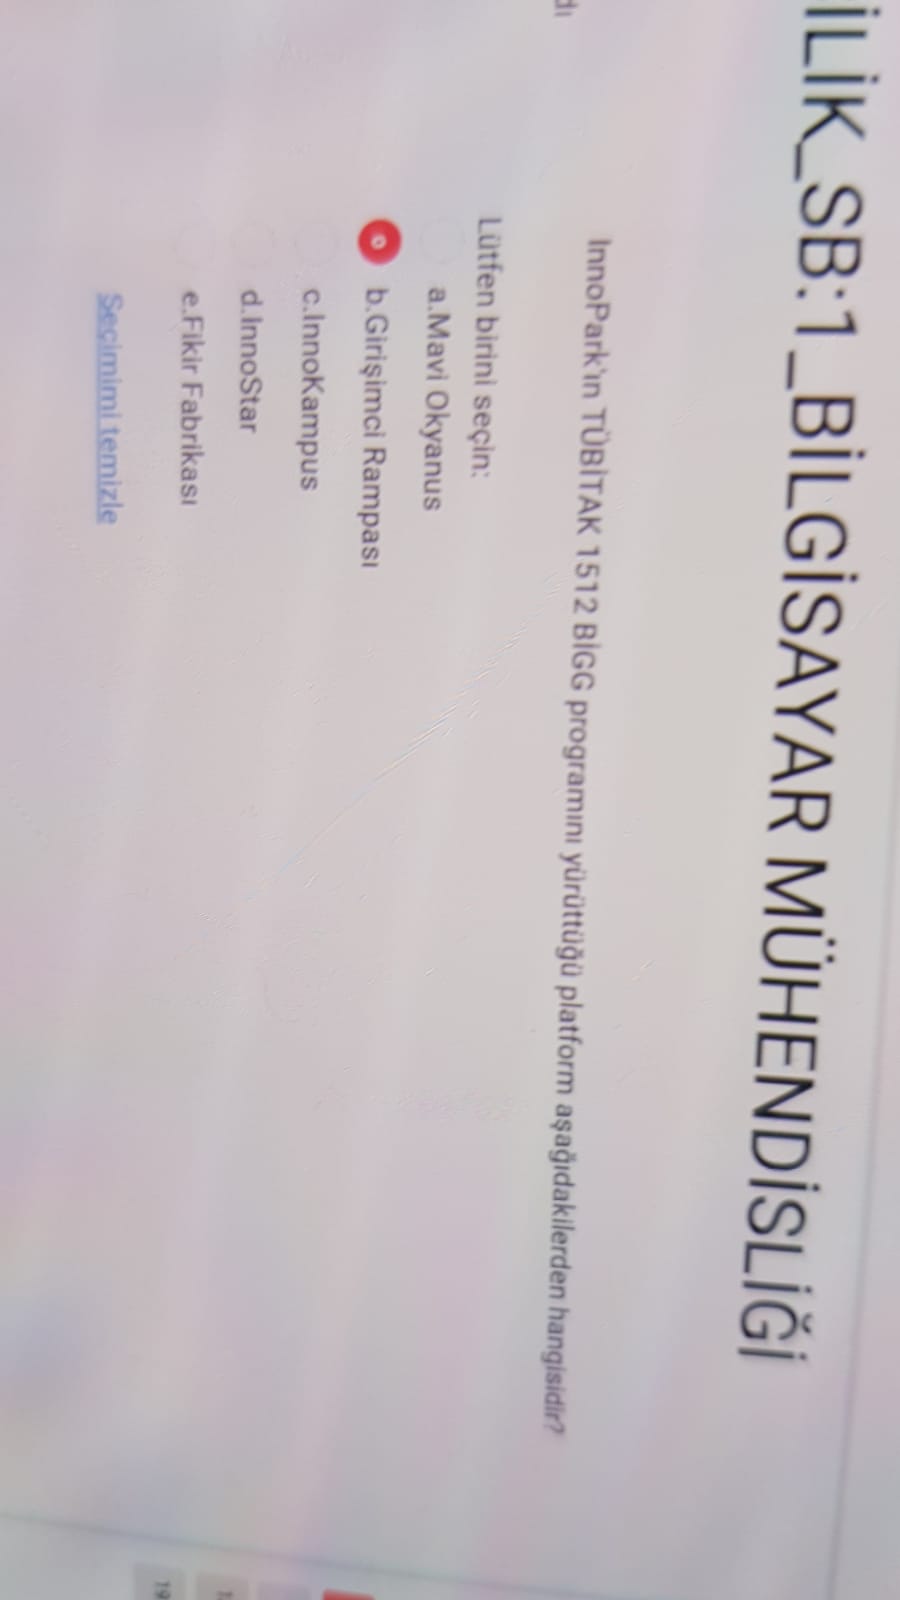 İLİK_SB:1_BİLGİSAYAR MÜHENDİSLİĞİ
InnoPark'ın TÜBİTAK 1512 BİGG programını yürüttüğü platform aşağıdakilerden hangisidir?
dı
Lütfen birini seçin:
a.Mavi Okyanus
b.Girişimci Rampası
c.InnoKampus
d.InnoStar
e.Fikir Fabrikası
Seçimimi temizle
19